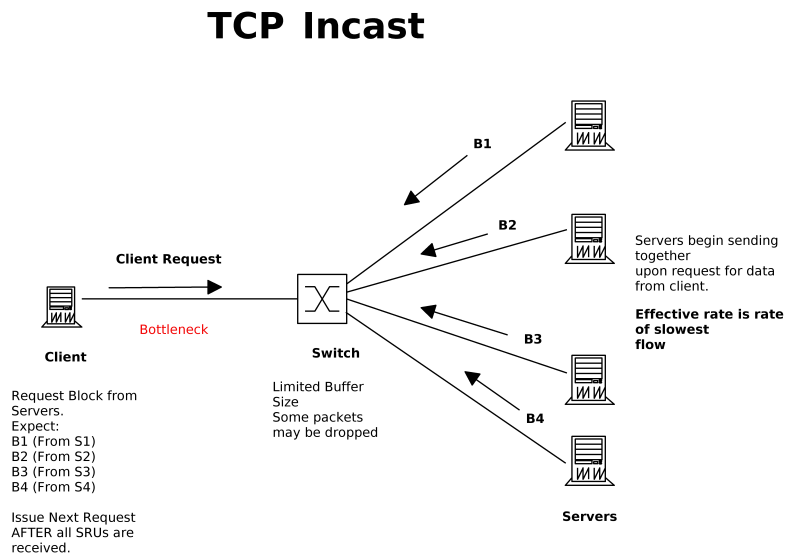 TCP Incast
B1
B2
Client Request
Servers begin sending
together
upon request for data
from client.
Effective rate is rate
of slowest
flow
Bottleneck
B3
Client
Switch
Request Block from
Servers.
Expect:
B1 (From S1)
B2 (From S2)
B3 (From S3)
B4 (From S4)
Issue Next Request
AFTER all SRUs are
received.
Limited Buffer
Size
Some packets
may be dropped
B4
Servers